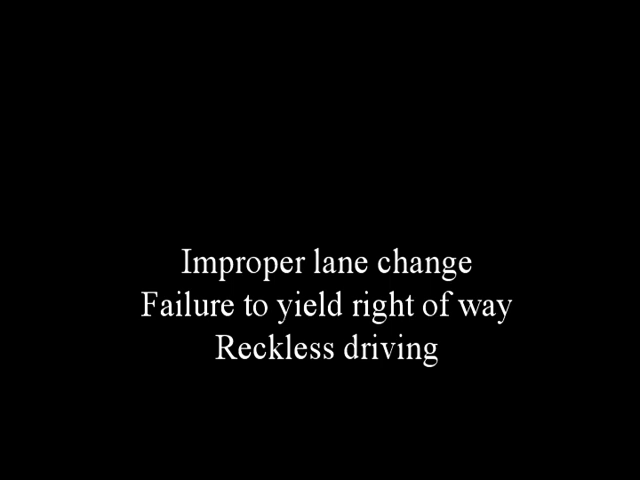 Improper lane change
Failure to yield right of way
Reckless driving